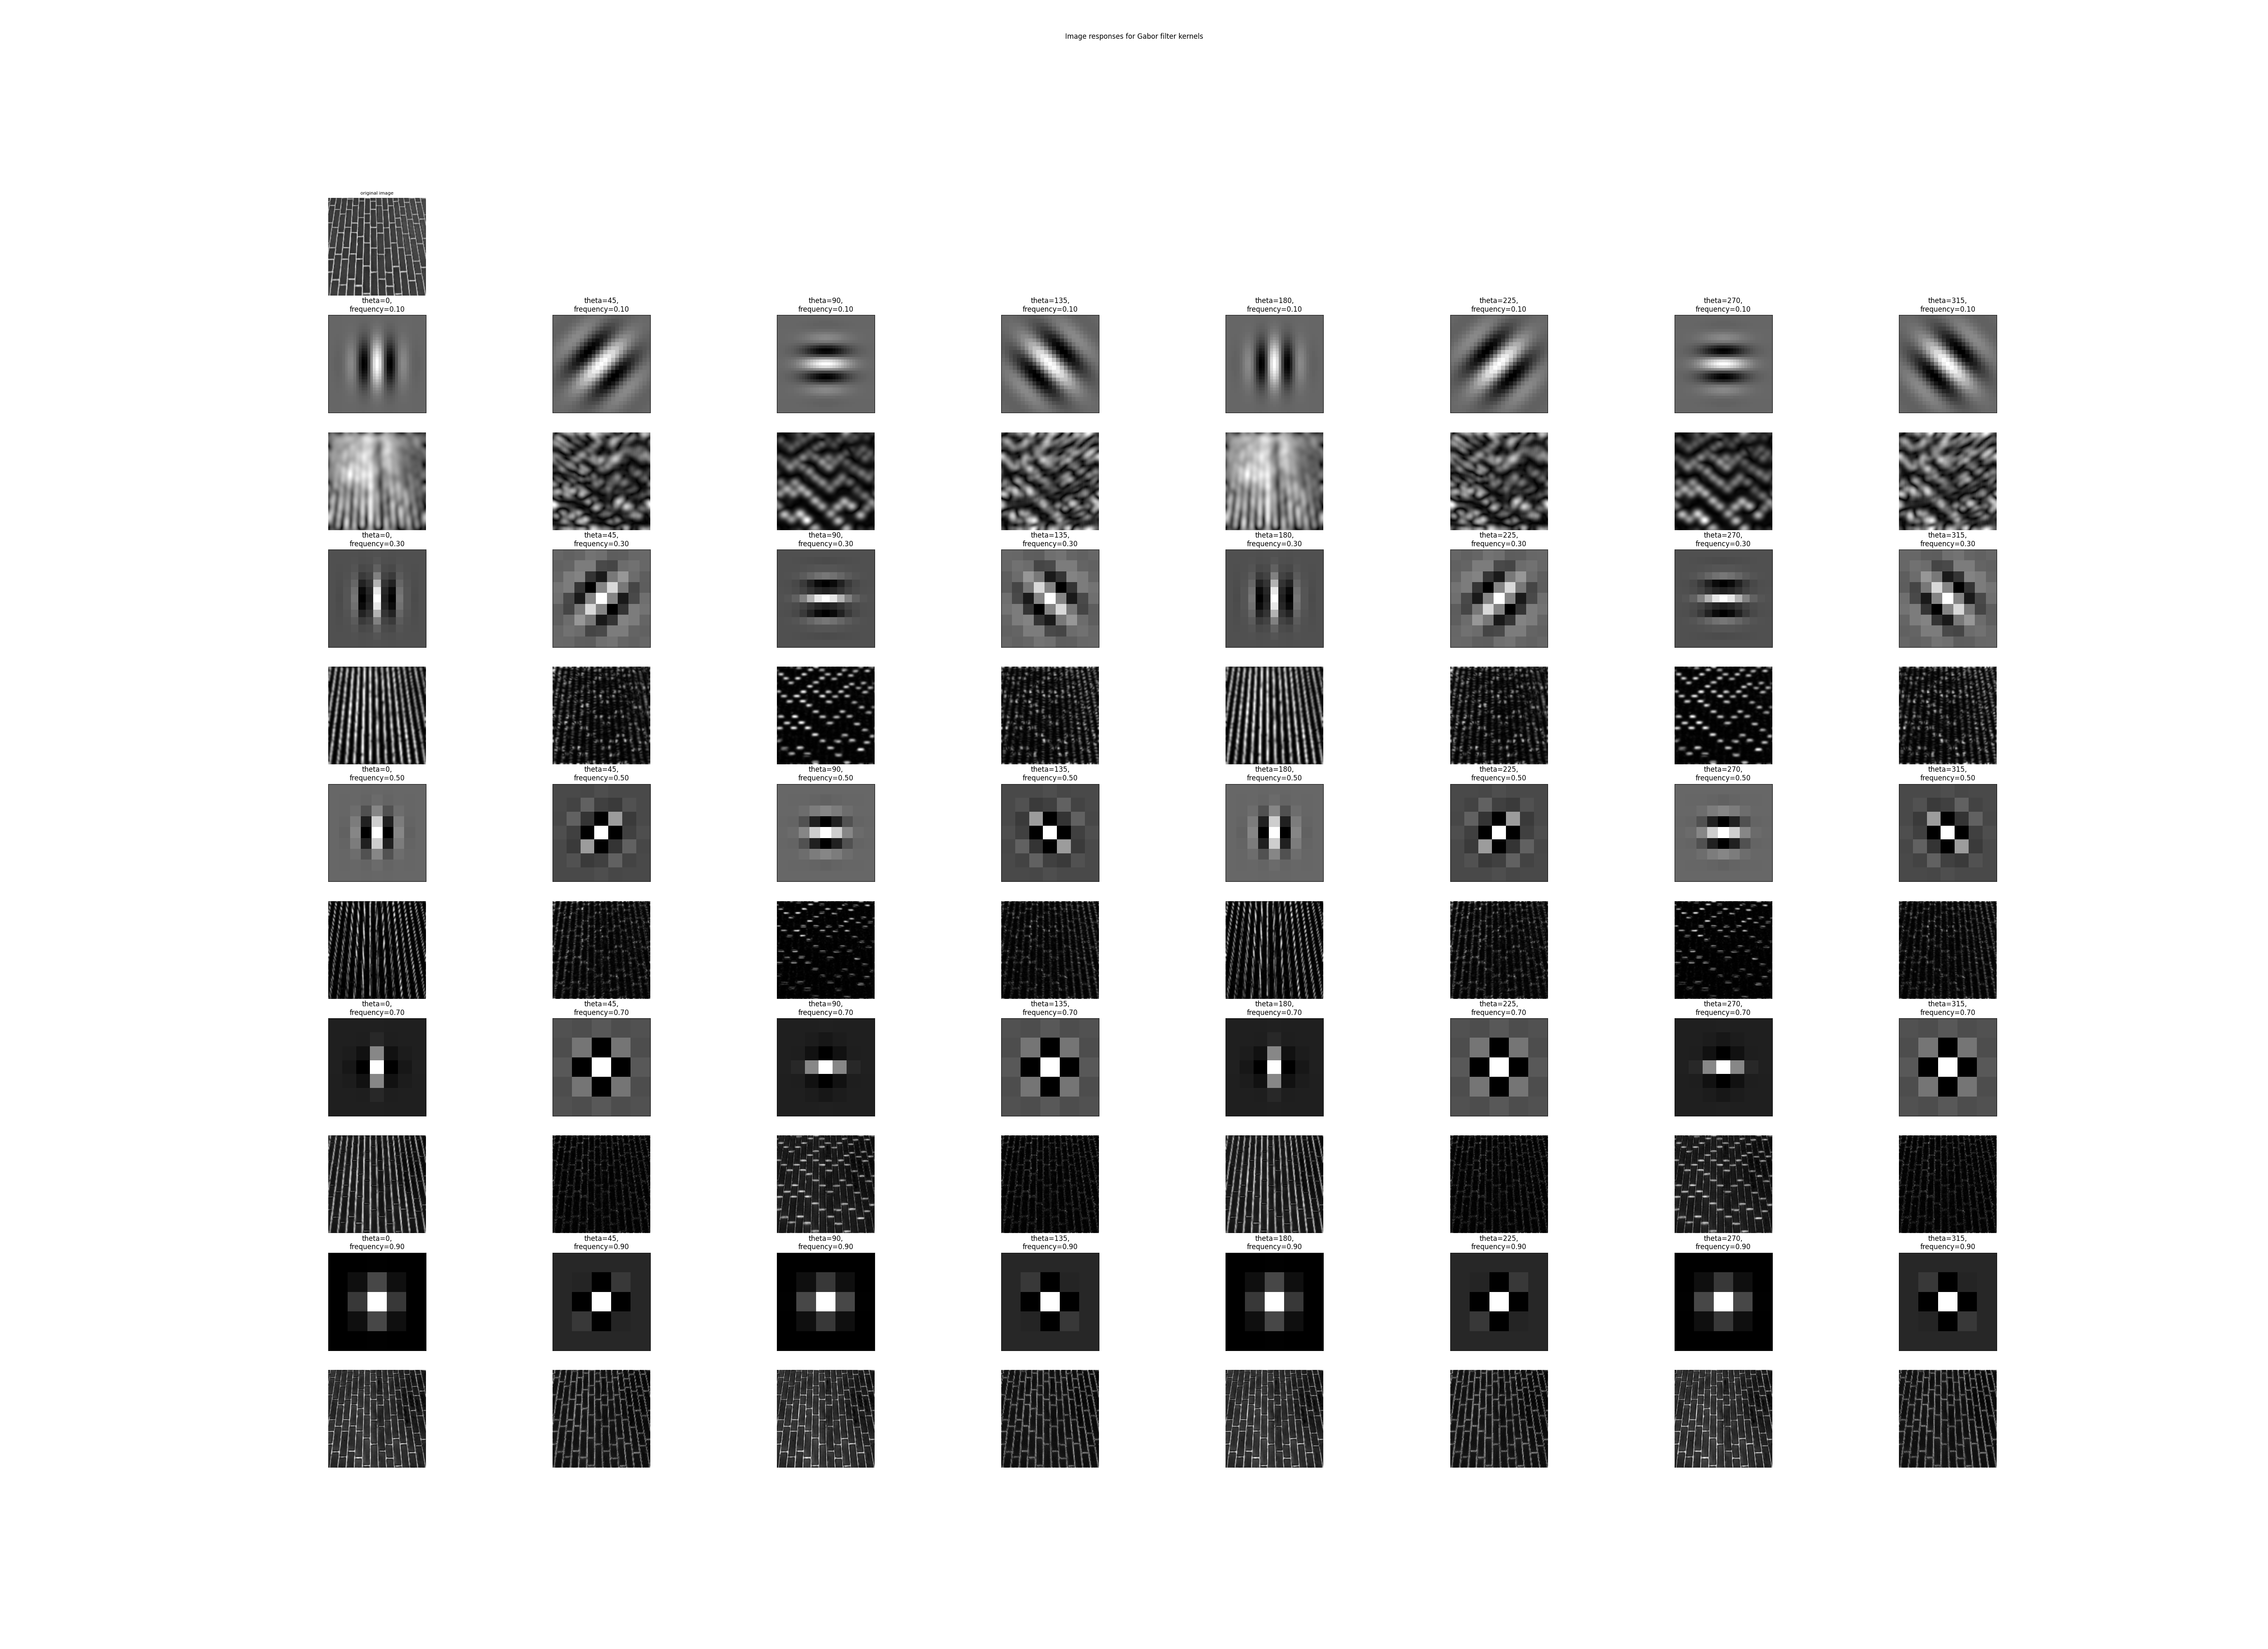 Image responses for Gabor filter kernels
original image
theta=0,
frequency=0.10
theta=45,
frequency=0.10
theta=90,
frequency=0.10
theta=135,
frequency=0.10
theta=180,
frequency=0.10
theta=225,
frequency=0.10
theta=270,
frequency=0.10
theta=315,
frequency=0.10
theta=0,
frequency=0.30
theta=45,
frequency=0.30
theta=90,
frequency=0.30
theta=135,
frequency=0.30
theta=180,
frequency=0.30
theta=225,
frequency=0.30
theta=270,
frequency=0.30
theta=315,
frequency=0.30
theta=0,
frequency=0.50
theta=45,
frequency=0.50
theta=90,
frequency=0.50
theta=135,
frequency=0.50
theta=180,
frequency=0.50
theta=225,
frequency=0.50
theta=270,
frequency=0.50
theta=315,
frequency=0.50
theta=0,
frequency=0.70
theta=45,
frequency=0.70
theta=90,
frequency=0.70
theta=135,
frequency=0.70
theta=180,
frequency=0.70
theta=225,
frequency=0.70
theta=270,
frequency=0.70
theta=315,
frequency=0.70
theta=0,
frequency=0.90
theta=45,
frequency=0.90
theta=90,
frequency=0.90
theta=135,
frequency=0.90
theta=180,
frequency=0.90
theta=225,
frequency=0.90
theta=270,
frequency=0.90
theta=315,
frequency=0.90